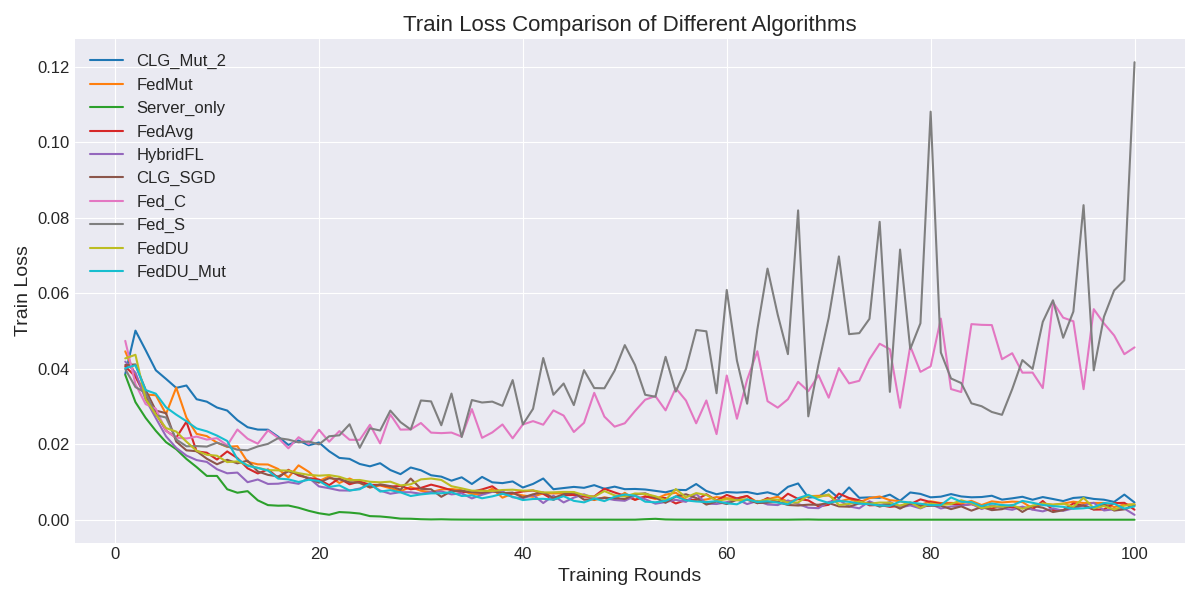 Train Loss Comparison of Different Algorithms
CLG_Mut_2
FedMut
Server_only
FedAvg
HybridFL
CLG_SGD
Fed_C
Fed_S
FedDU
FedDU_Mut
Train Loss
0.12
0.10
0.08
0.06
0.04
0.02
0.00
0 20 40 60 80 100
Training Rounds